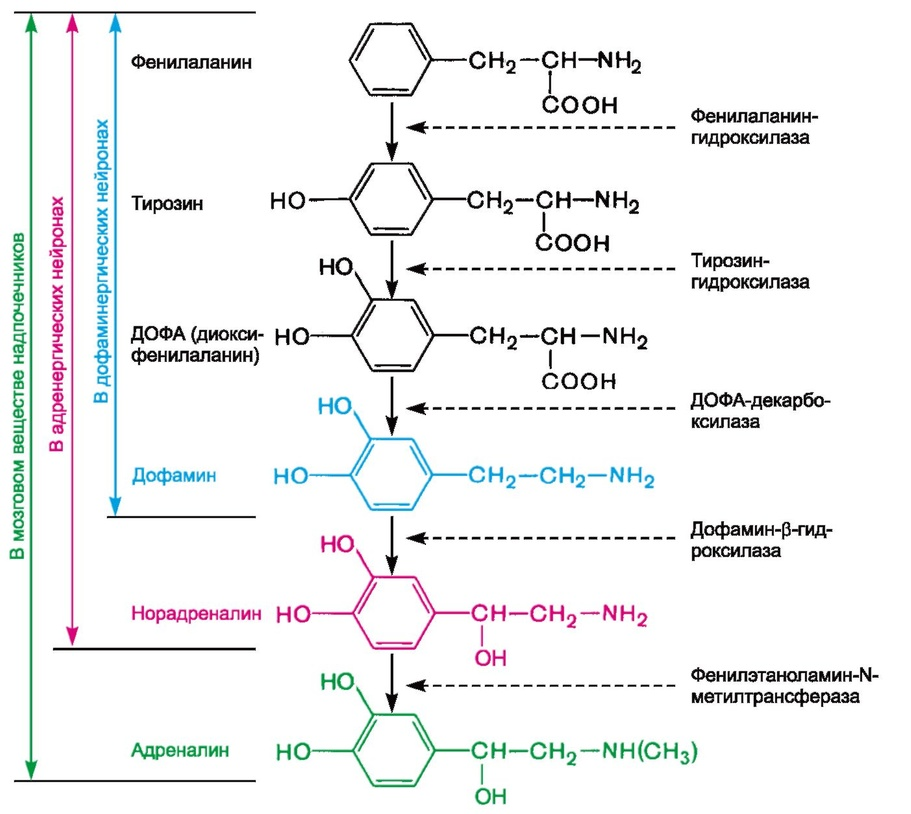 В мозговом веществе надпочечников
В адренергических нейронах
В дофаминергических нейронах
Фенилаланин
CH2–CH–NH2
COOH
Фенилаланин-
гидроксилаза
Тирозин
HO
CH2–CH–NH2
COOH
Тирозин-
гидроксилаза
HO
ДОФА (диокси-
фенилаланин)
HO
CH2–CH–NH2
COOH
ДОФА-декарбо-
ксилаза
HO
Дофамин
HO
CH2–CH2–NH2
Дофамин-β-гид-
роксилаза
HO
Норадреналин
HO
CH–CH2–NH2
OH
Фенилэтаноламин-N-
метилтрансфераза
HO
Адреналин
HO
CH–CH2–NH(CH3)
OH